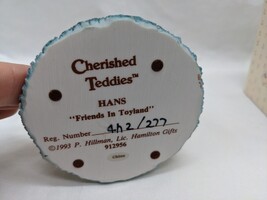 Cherished
Teddies™
HANS
"Friends In Toyland"
Reg. Number 4h2/277
©1993 P. Hillman, Lic. Hamilton Gifts
912956